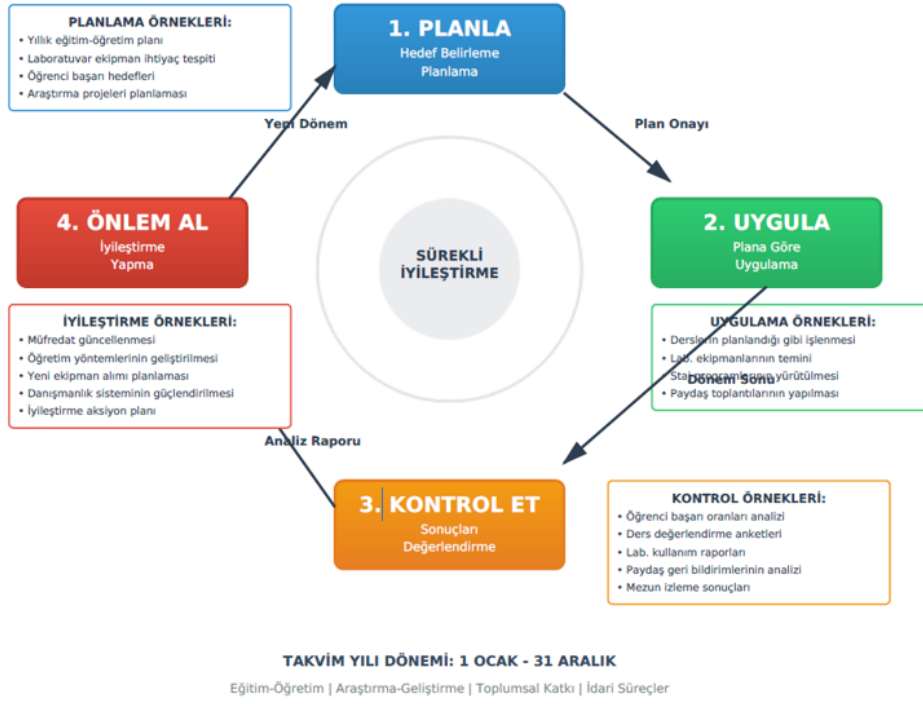 PLANLAMA ÖRNEKLERİ:
• Yıllık eğitim-öğretim planı
• Laboratuvar ekipman ihtiyaç tespiti
• Öğrenci başarı hedefleri
• Araştırma projeleri planlaması
1. PLANLA
Hedef Belirleme
Planlama
Yeni Dönem
Plan Onayı
4. ÖNLEM AL
İyileştirme
Yapma
SÜREKLİ
İYİLEŞTİRME
2. UYGULA
Plana Göre
Uygulama
İYİLEŞTİRME ÖRNEKLERİ:
• Müfredat güncellenmesi
• Öğretim yöntemlerinin geliştirilmesi
• Yeni ekipman alımı planlaması
• Danışmanlık sisteminin güçlendirilmesi
• İyileştirme aksiyon planı
UYGULAMA ÖRNEKLERİ:
• Derslerin planlandığı gibi işlenmesi
• Lab. ekipmanlarının temini
• Staj programlarının yürütülmesi
• Paydaş toplantılarının yapılması
Dönem Sonu
Analiz Raporu
3. KONTROL ET
Sonuçları
Değerlendirme
KONTROL ÖRNEKLERİ:
• Öğrenci başarı oranları analizi
• Ders değerlendirme anketleri
• Lab. kullanım raporları
• Paydaş geri bildirimlerinin analizi
• Mezun izleme sonuçları
TAKVİM YILI DÖNEMİ: 1 OCAK - 31 ARALIK
Eğitim-Öğretim | Araştırma-Geliştirme | Toplumsal Katkı | İdari Süreçler